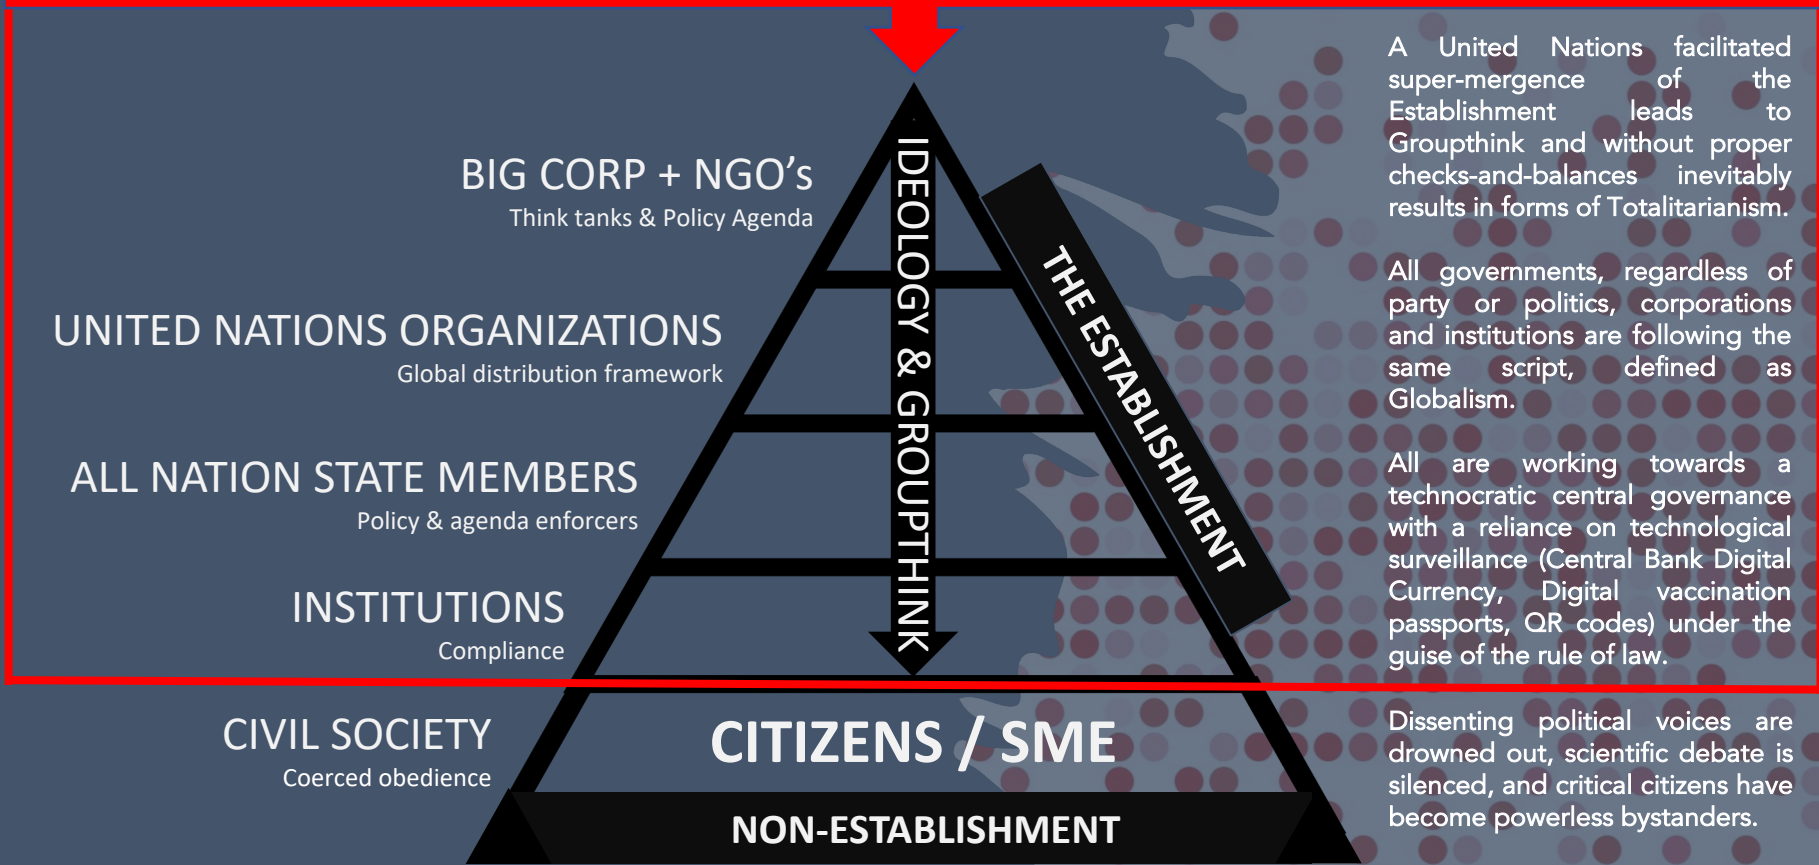 BIG CORP + NGO's
Think tanks & Policy Agenda
UNITED NATIONS ORGANIZATIONS
Global distribution framework
ALL NATION STATE MEMBERS
Policy & agenda enforcers
INSTITUTIONS
Compliance
CIVIL SOCIETY
Coerced obedience
IDEOLOGY & GROUPTHINK
THE ESTABLISHMENT
CITIZENS / SME
NON-ESTABLISHMENT
A United Nations facilitated
super-mergence of the
Establishment leads to
Groupthink and without proper
checks-and-balances inevitably
results in forms of Totalitarianism.
All governments, regardless of
party or politics, corporations
and institutions are following the
same script, defined as
Globalism.
All are working towards a
technocratic central governance
with a reliance on technological
surveillance (Central Bank Digital
Currency, Digital vaccination
passports, QR codes) under the
guise of the rule of law.
Dissenting political voices are
drowned out, scientific debate is
silenced, and critical citizens have
become powerless bystanders.